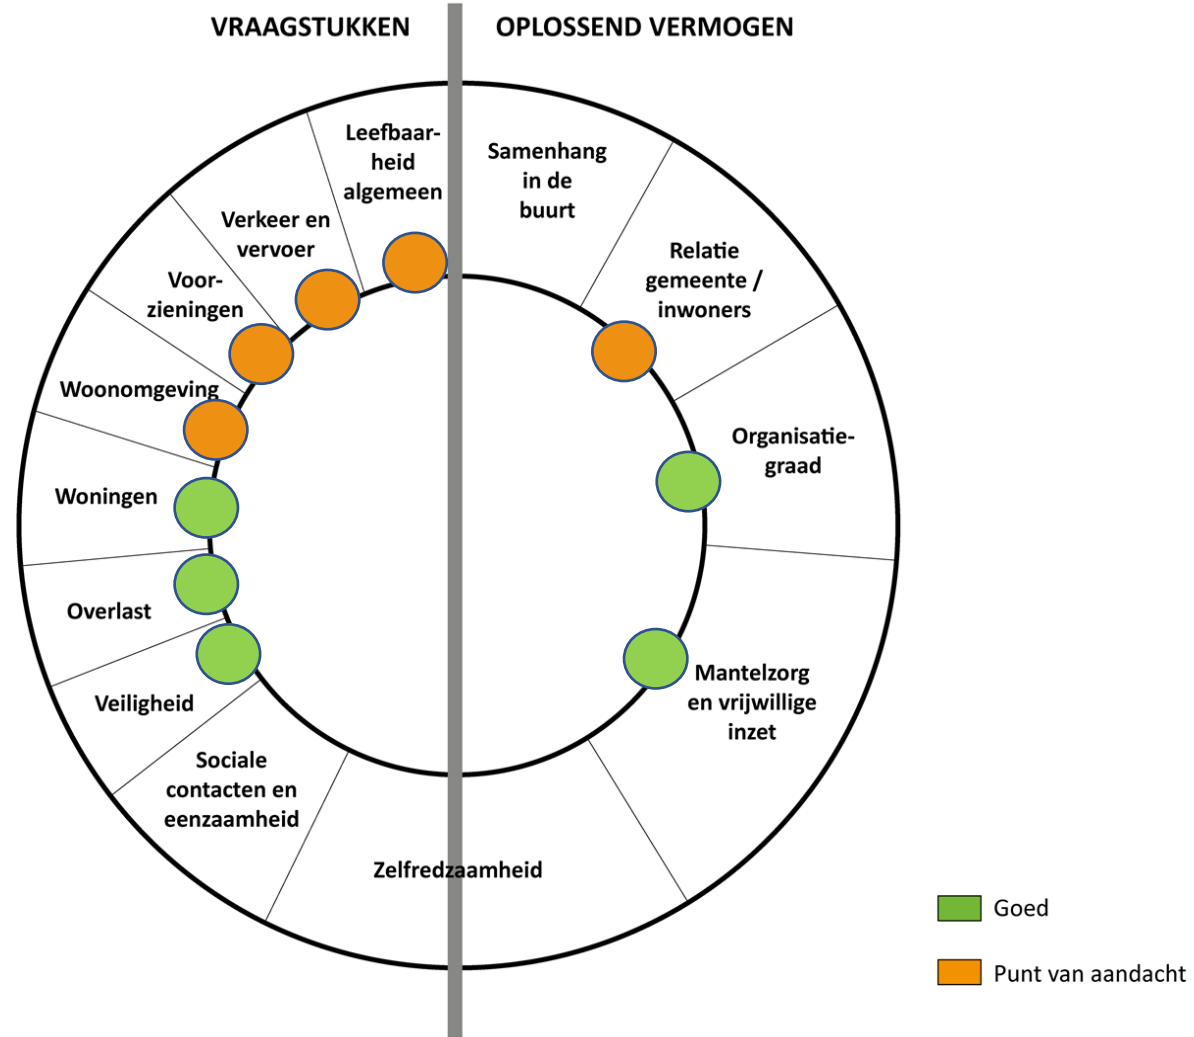 VRAAGSTUKKEN
OPLOSSEND VERMOGEN
Leefbaar-
heid
algemeen
Verkeer en
vervoer
Voor-
zieningen
Woonomgeving
Woningen
Overlast
Veiligheid
Sociale
contacten en
eenzaamheid
Zelfredzaamheid
Samenhang
in de
buurt
Relatie
gemeente /
inwoners
Organisatie-
graad
Mantelzorg
en vrijwillige
inzet
Goed
Punt van aandacht